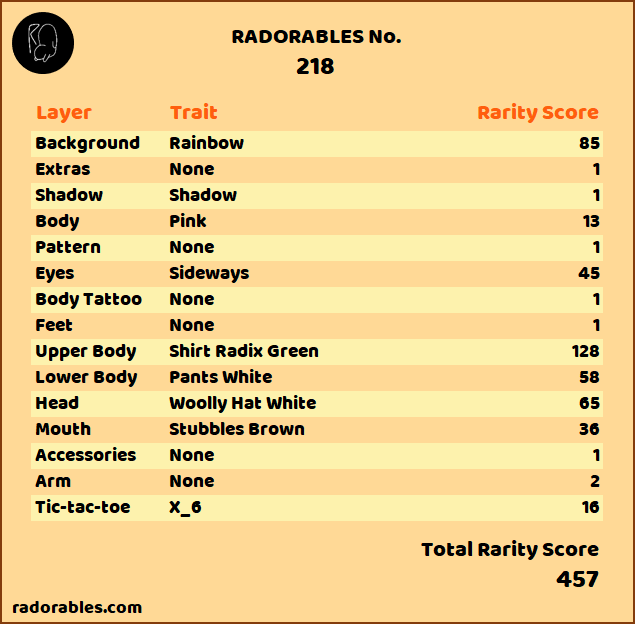 RADORABLES No.
218
Layer Trait Rarity Score
Background Rainbow 85
Extras None 1
Shadow Shadow 1
Body Pink 13
Pattern None 1
Eyes Sideways 45
Body Tattoo None 1
Feet None 1
Upper Body Shirt Radix Green 128
Lower Body Pants White 58
Head Woolly Hat White 65
Mouth Stubbles Brown 36
Accessories None 1
Arm None 2
Tic-tac-toe X_6 16
Total Rarity Score
457
radorables.com